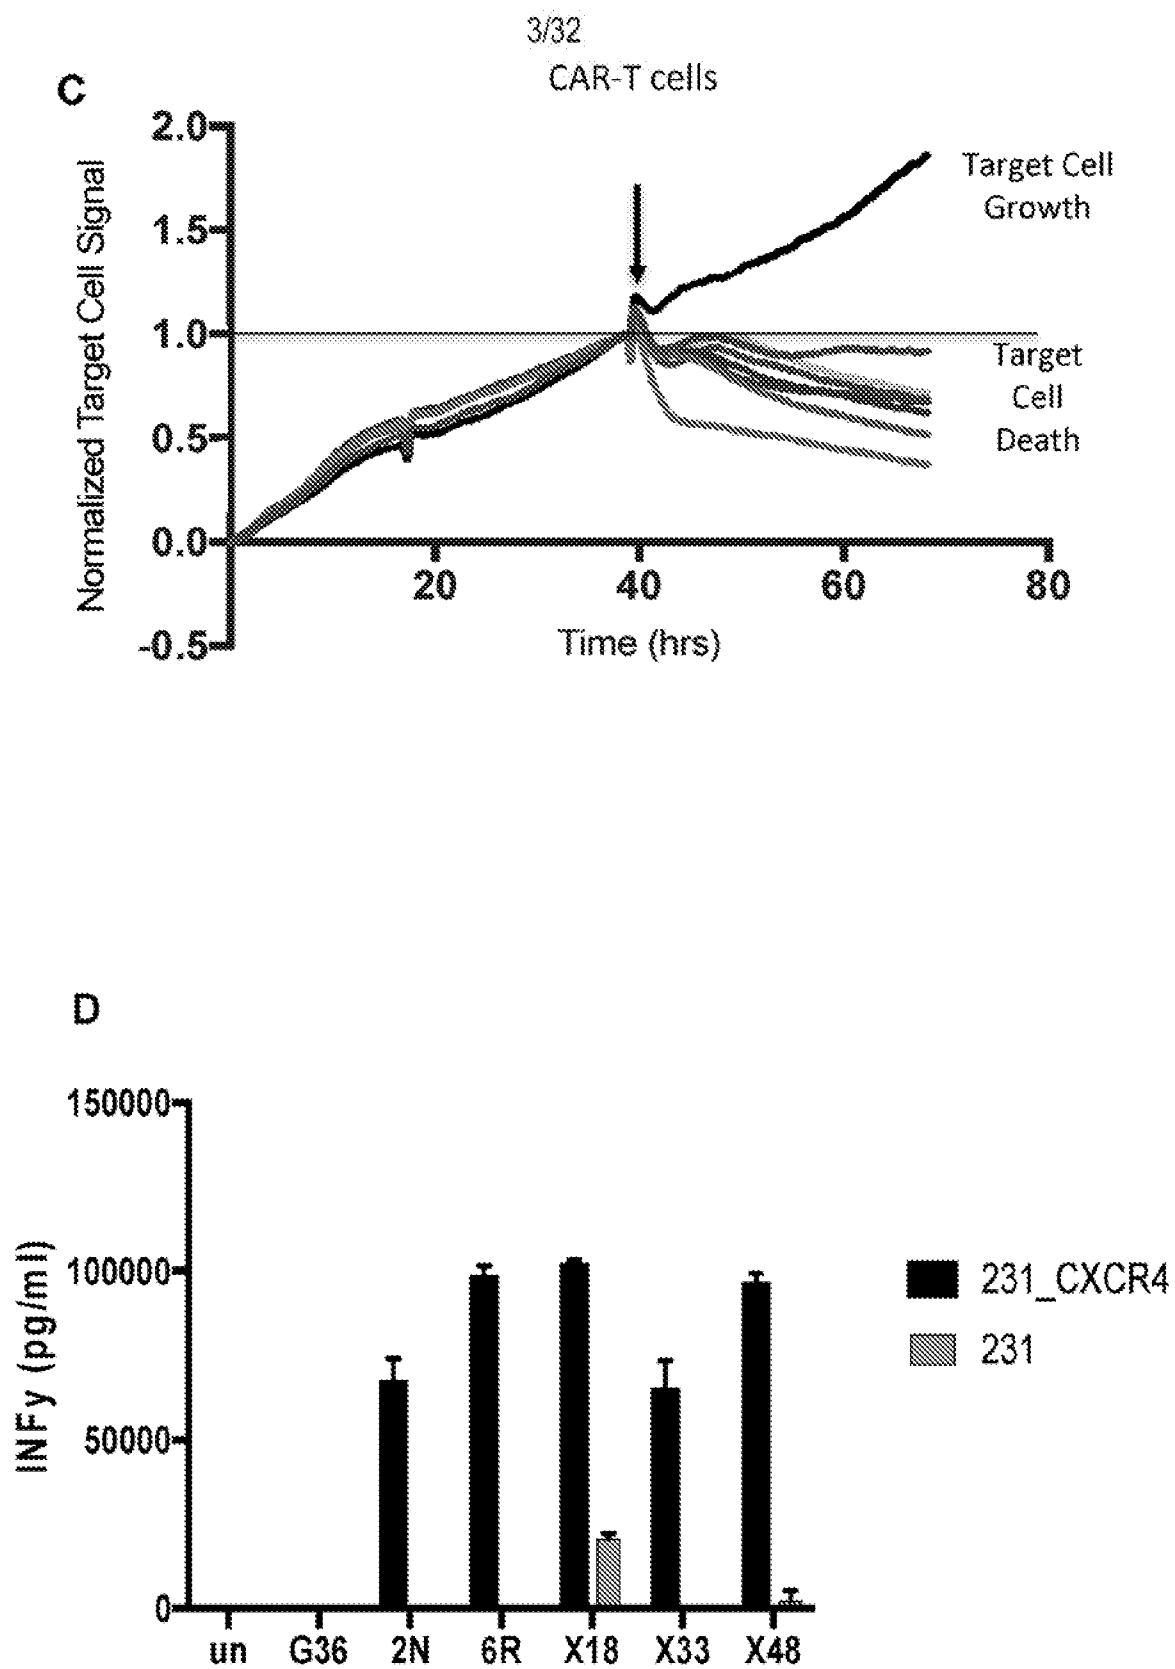 3/32
C
CAR-T cells
2.0
1.5
1.0
0.5
0.0
-0.5
Normalized Target Cell Signal
Target Cell
Growth
Target
Cell
Death
20 40 60 80
Time (hrs)
D
150000
100000
50000
0
INFy (pg/ml)
231_CXCR4
231
un G36 2N 6R X18 X33 X48